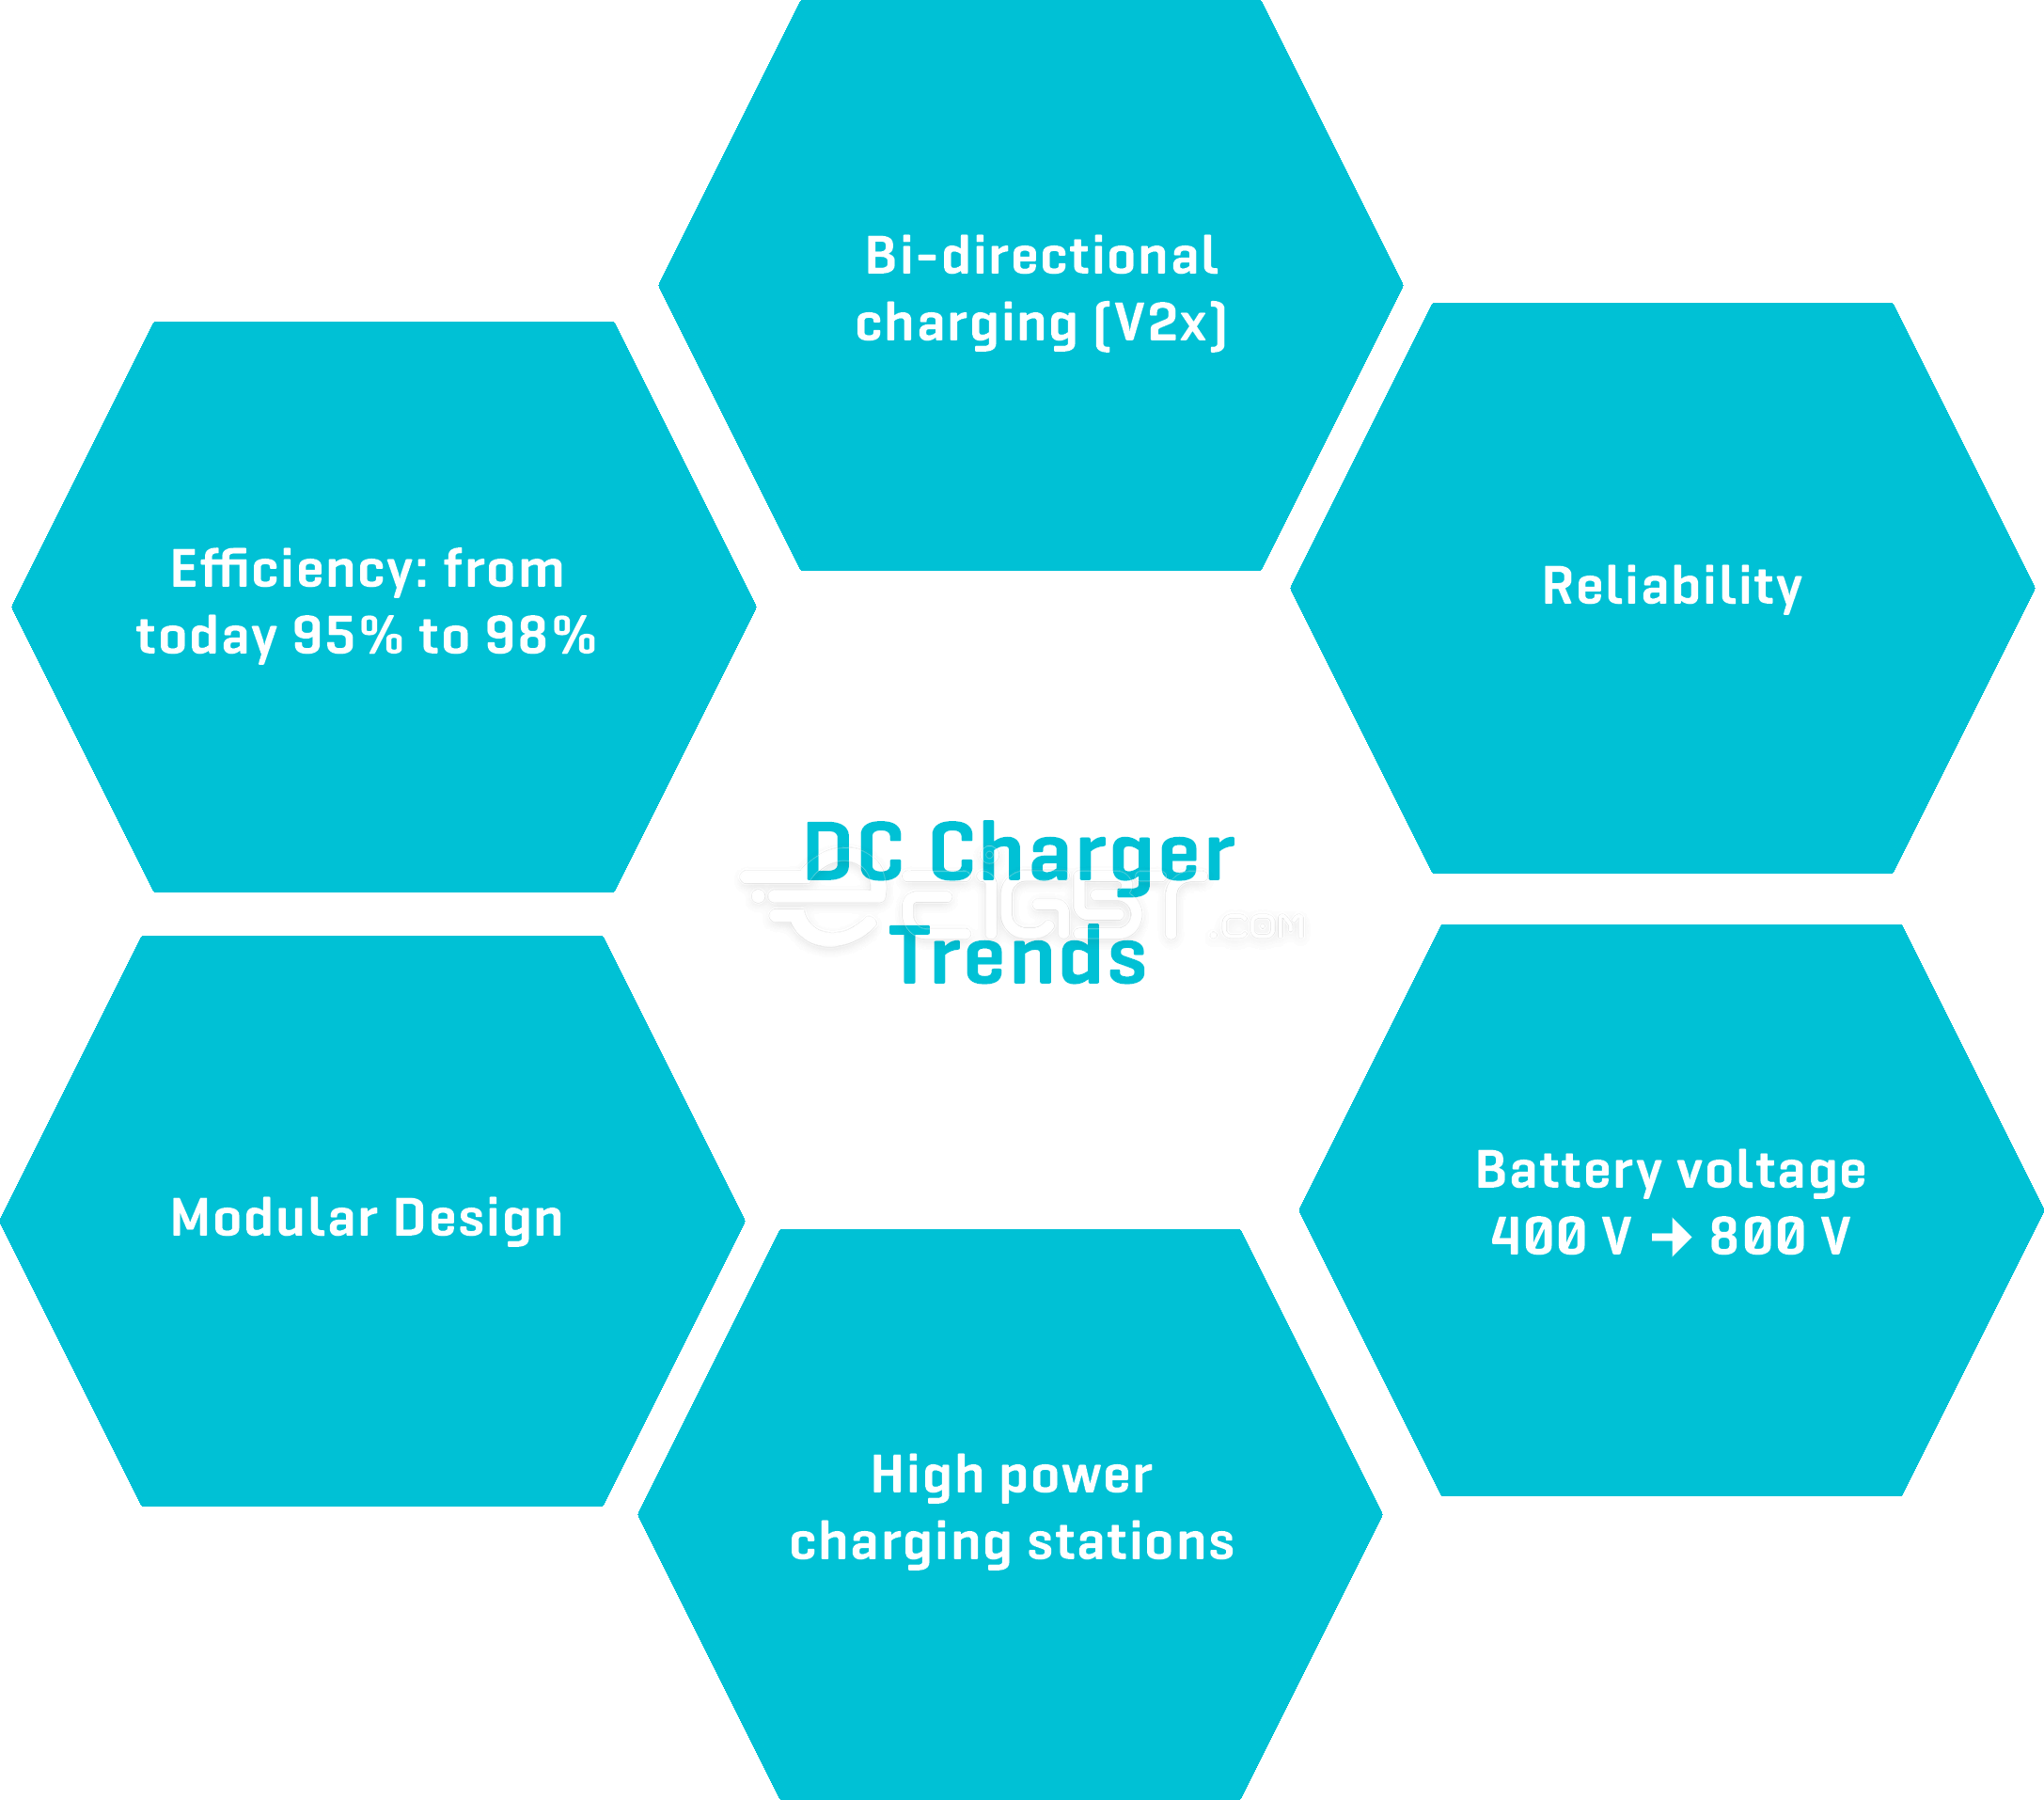 Bi-directional
charging (V2x)
Efficiency: from
today 95% to 98%
Reliability
DC Charger
Trends
.COM
Modular Design
Battery voltage
400 V → 800 V
High power
charging stations